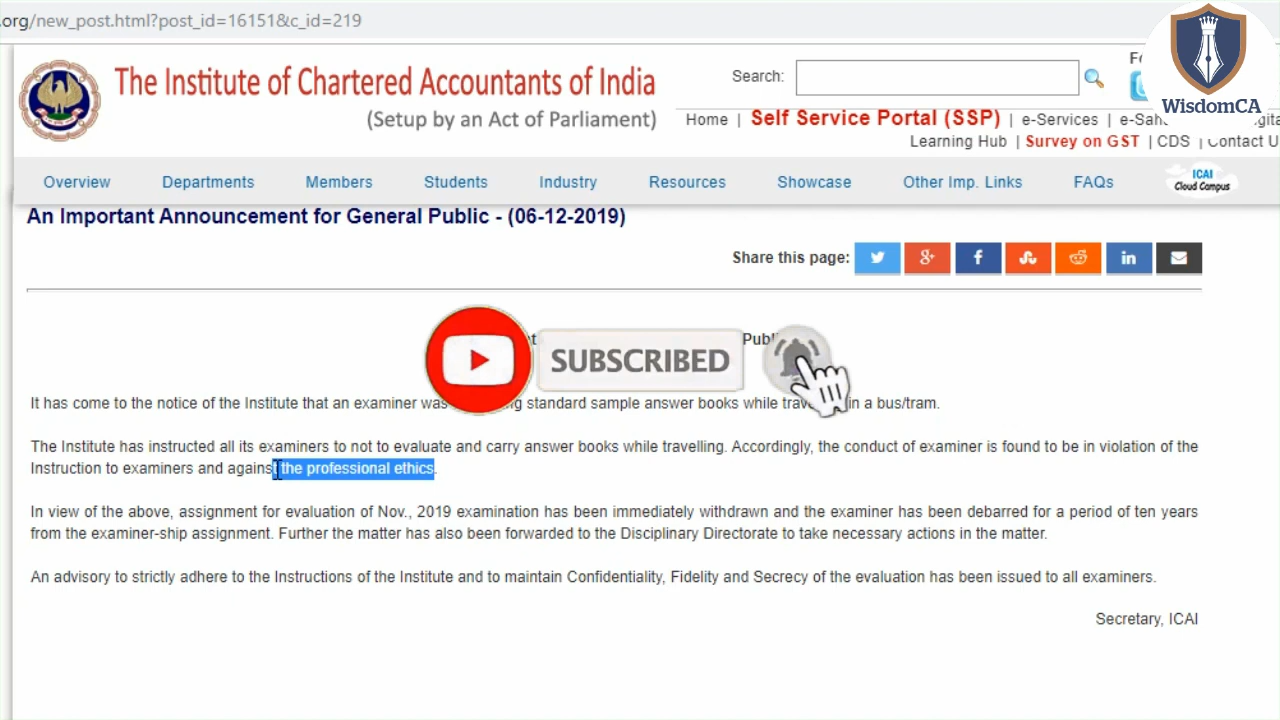 .org/new_post.html?post_id=16151&c_id=219
WisdomCA
The Institute of Chartered Accountants of India
(Setup by an Act of Parliament)
Search:
Home | Self Service Portal (SSP) | e-Services |
Learning Hub | Survey on GST | CDS | Contact U
Overview Departments Members Students Industry Resources Showcase Other Imp. Links FAQs ICAI Cloud Campus
An Important Announcement for General Public - (06-12-2019)
Share this page:
SUBSCRIBED
It has come to the notice of the Institute that an examiner was standard sample answer books while in a bus/tram.
The Institute has instructed all its examiners to not to evaluate and carry answer books while travelling. Accordingly, the conduct of examiner is found to be in violation of the
Instruction to examiners and against the professional ethics.
In view of the above, assignment for evaluation of Nov., 2019 examination has been immediately withdrawn and the examiner has been debarred for a period of ten years
from the examiner-ship assignment. Further the matter has also been forwarded to the Disciplinary Directorate to take necessary actions in the matter.
An advisory to strictly adhere to the Instructions of the Institute and to maintain Confidentiality, Fidelity and Secrecy of the evaluation has been issued to all examiners.
Secretary, ICAI